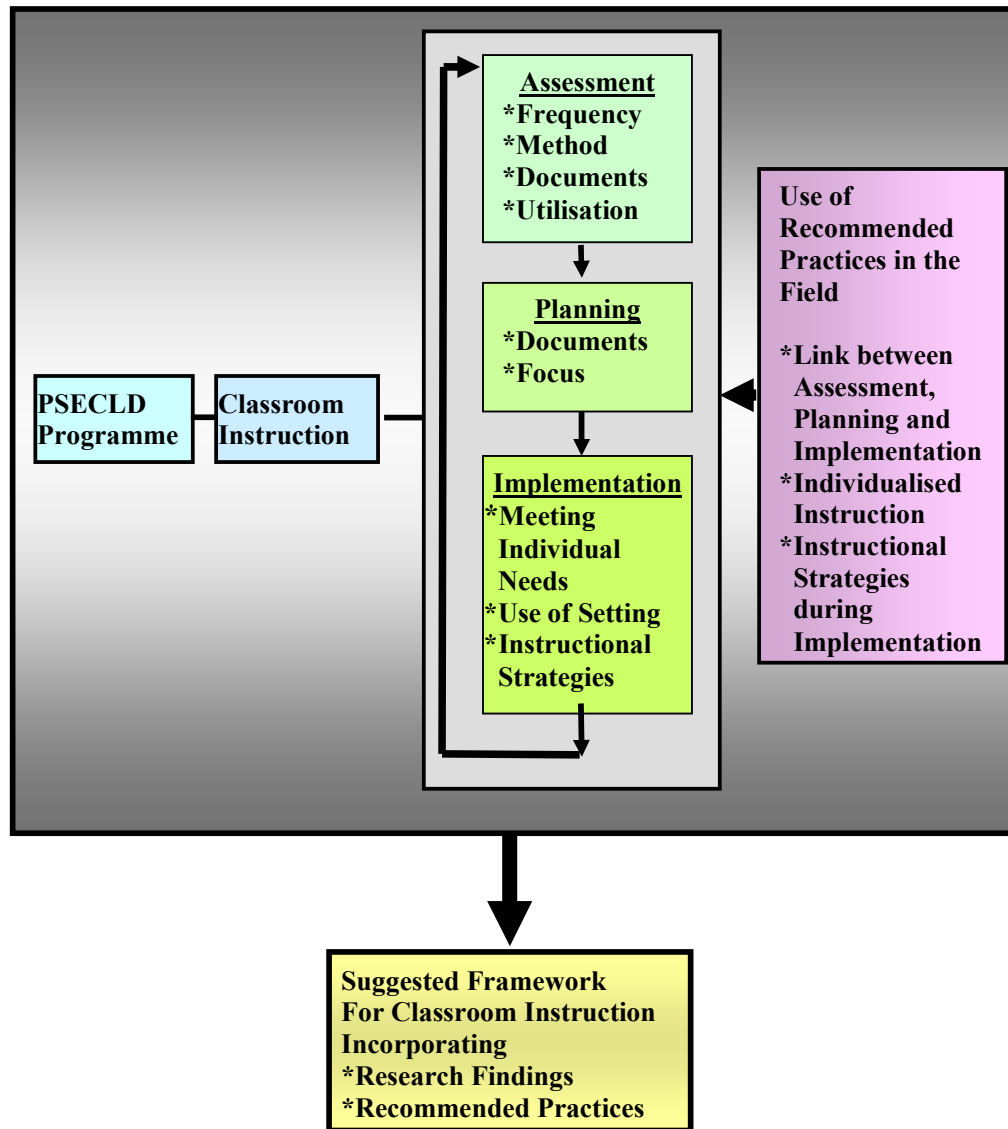 PSECLD
Programme
Classroom
Instruction
Assessment
*Frequency
*Method
*Documents
*Utilisation
Planning
*Documents
*Focus
Implementation
*Meeting
Individual
Needs
*Use of Setting
*Instructional
Strategies
Use of
Recommended
Practices in the
Field
*Link between
Assessment,
Planning and
Implementation
*Individualised
Instruction
*Instructional
Strategies
during
Implementation
Suggested Framework
For Classroom Instruction
Incorporating
*Research Findings
*Recommended Practices